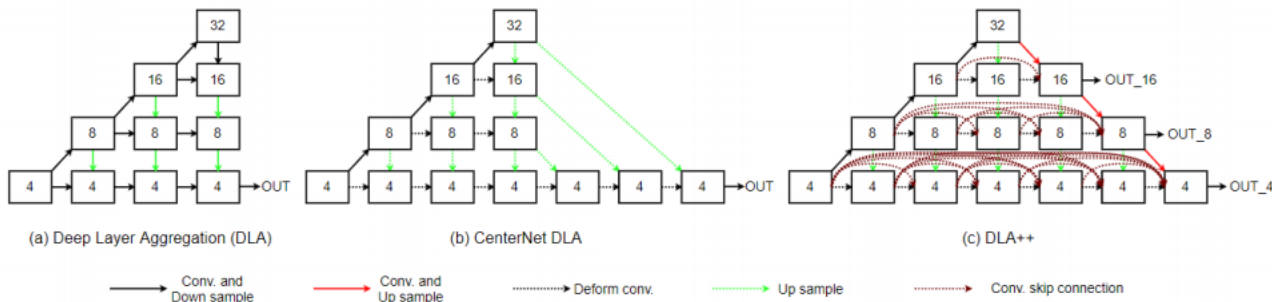 32
16 16
8 8 8
4 4 4 4 OUT
(a) Deep Layer Aggregation (DLA)
32
16 16
8 8 8
4 4 4 4 4 4 4 OUT
(b) CenterNet DLA
32
16 16 16 OUT_16
8 8 8 8 8 OUT_8
4 4 4 4 4 4 4 OUT_4
(c) DLA++
Conv. and
Down sample
Conv. and
Up sample
Deform conv.
Up sample
Conv. skip connection